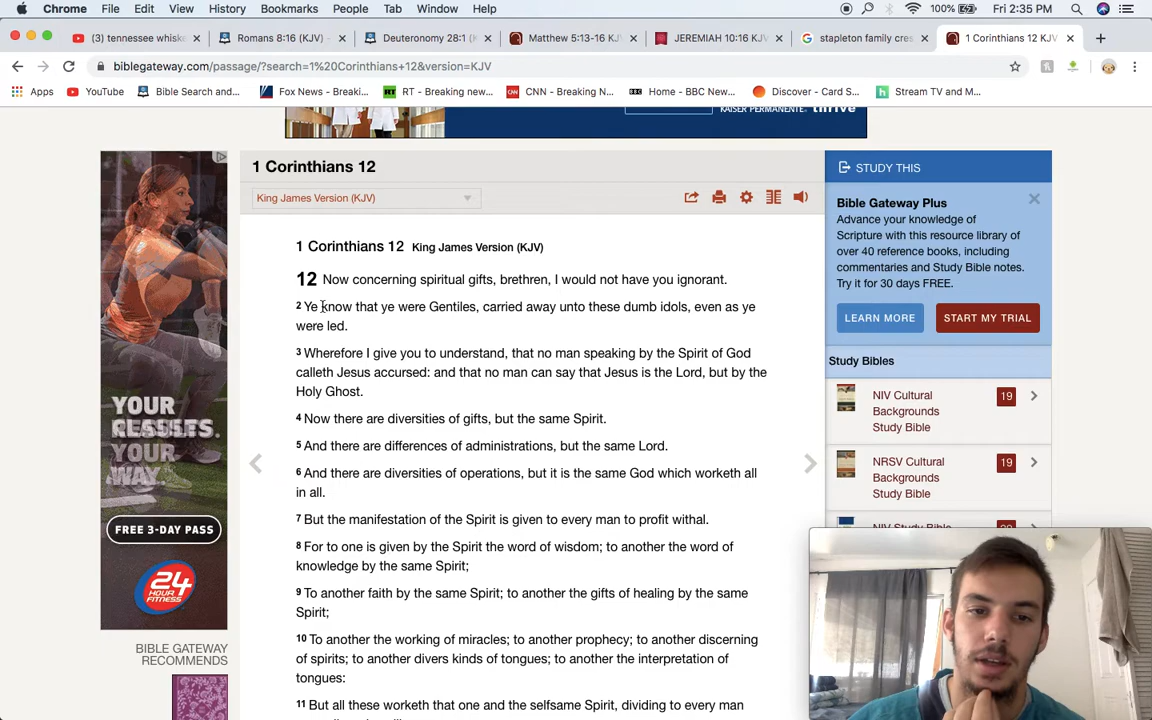 Chrome File Edit View History Bookmarks People Tab Window Help 100% Fri 2:35 PM
(3) tennessee whisk
Romans 8:16 (KJV) -
Deuteronomy 28:1 (
Matthew 5:13-16 KJV
JEREMIAH 10:16 KJV
stapleton family cres
1 Corinthians 12 KJV
biblegateway.com/passage/?search=1%20Corinthians+12&version=KJV
Apps YouTube Bible Search and... Fox News - Breaki... RT - Breaking new... CNN - Breaking N... BBC Home - BBC New... Discover - Card S... Stream TV and M...
KAISER PERMANENTE® thrive
1 Corinthians 12
King James Version (KJV)
1 Corinthians 12 King James Version (KJV)
12 Now concerning spiritual gifts, brethren, I would not have you ignorant.
2 Ye know that ye were Gentiles, carried away unto these dumb idols, even as ye
were led.
3 Wherefore I give you to understand, that no man speaking by the Spirit of God
calleth Jesus accursed: and that no man can say that Jesus is the Lord, but by the
Holy Ghost.
4 Now there are diversities of gifts, but the same Spirit.
5 And there are differences of administrations, but the same Lord.
6 And there are diversities of operations, but it is the same God which worketh all
in all.
7 But the manifestation of the Spirit is given to every man to profit withal.
8 For to one is given by the Spirit the word of wisdom; to another the word of
knowledge by the same Spirit;
9 To another faith by the same Spirit; to another the gifts of healing by the same
Spirit;
10 To another the working of miracles; to another prophecy; to another discerning
of spirits; to another divers kinds of tongues; to another the interpretation of
tongues:
11 But all these worketh that one and the selfsame Spirit, dividing to every man
STUDY THIS
Bible Gateway Plus
Advance your knowledge of
Scripture with this resource library of
over 40 reference books, including
commentaries and Study Bible notes.
Try it for 30 days FREE.
LEARN MORE START MY TRIAL
Study Bibles
NIV Cultural 19
Backgrounds
Study Bible
NRSV Cultural 19
Backgrounds
Study Bible
NIV Study Bible
YOUR
YOUR
WAY.
FREE 3-DAY PASS
24
HOUR
FITNESS
BIBLE GATEWAY
RECOMMENDS